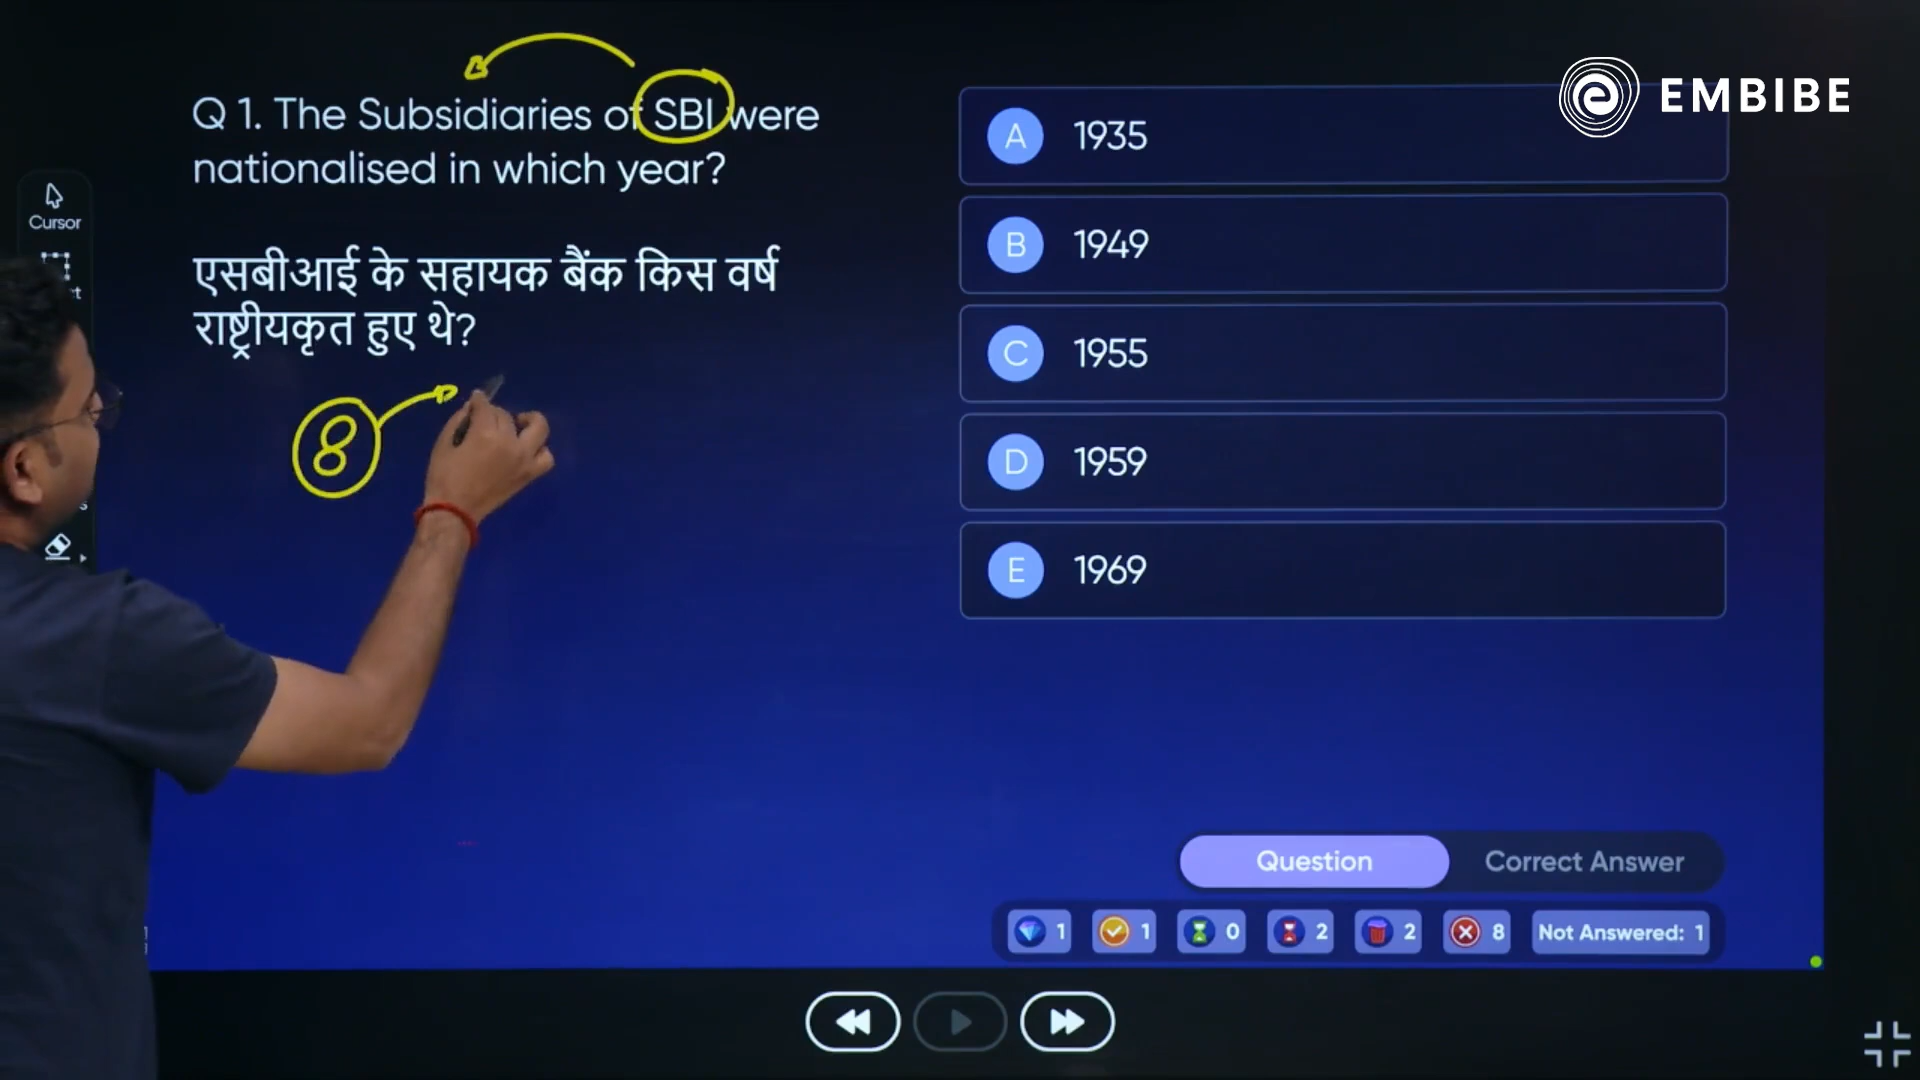 EMBIBE
Q 1. The Subsidiaries of SBI were
nationalised in which year?
एसबीआई के सहायक बैंक किस वर्ष
राष्ट्रीयकृत हुए थे?
8
A 1935
B 1949
C 1955
D 1959
E 1969
Cursor
Question Correct Answer
1 1 0 2 2 8 Not Answered: 1